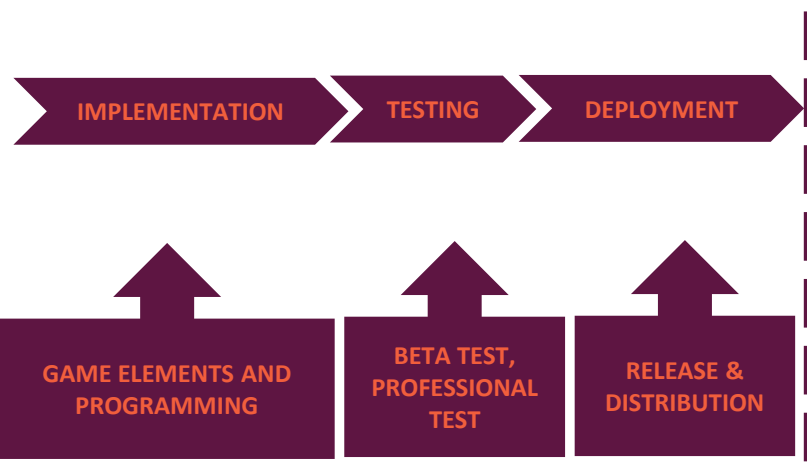 IMPLEMENTATION
TESTING
DEPLOYMENT
GAME ELEMENTS AND
PROGRAMMING
BETA TEST,
PROFESSIONAL
TEST
RELEASE &
DISTRIBUTION